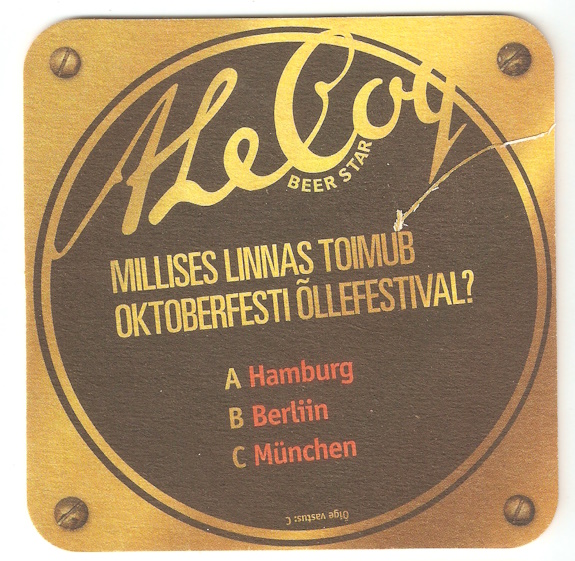 A Le Coq
BEER STAR
MILLISES LINNAS TOIMUB
OKTOBERFESTI ÕLLEFESTIVAL?
A Hamburg
B Berliin
C München
Õige vastus: C